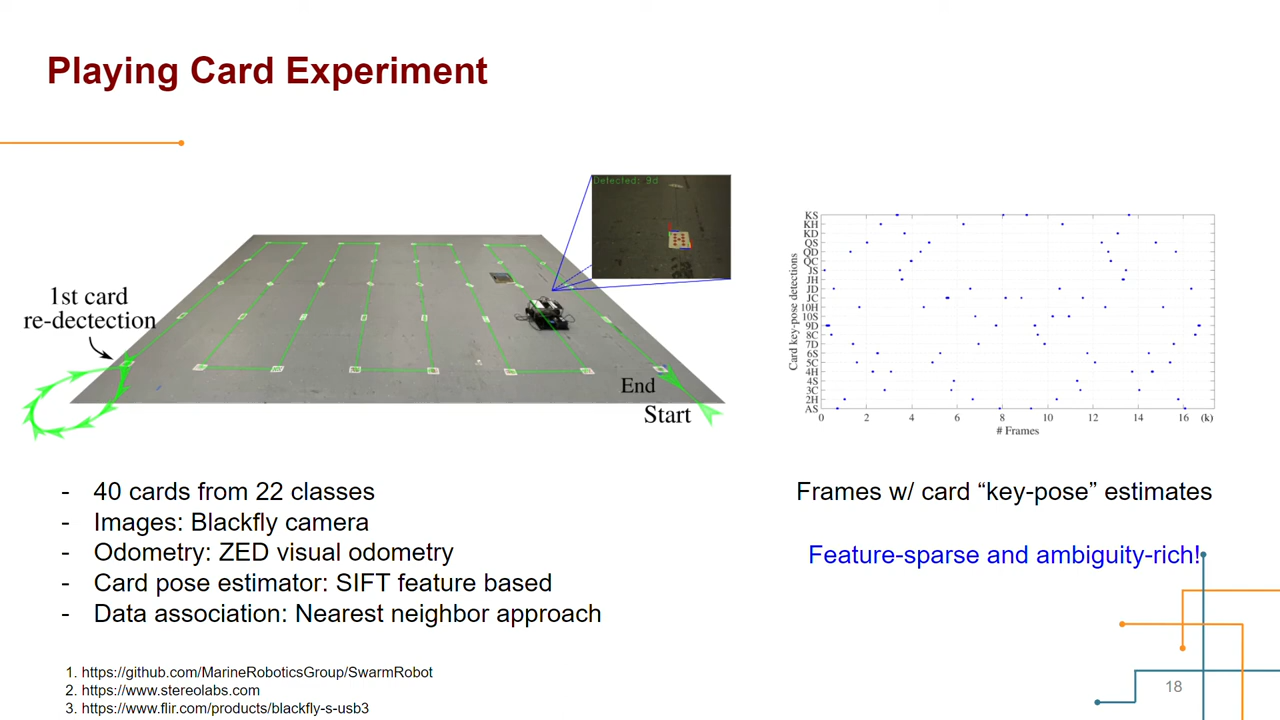 Playing Card Experiment
Detected: 9d
1st card
re-dectection
End
Start
KS
KH
KD
QS
QD
QC
JS
JH
JD
JC
10H
10S
9D
8C
7D
6S
5C
4H
4S
3C
2H
AS
Card key-pose detections
0 2 4 6 8 10 12 14 16 (k)
# Frames
- 40 cards from 22 classes
- Images: Blackfly camera
- Odometry: ZED visual odometry
- Card pose estimator: SIFT feature based
- Data association: Nearest neighbor approach
Frames w/ card “key-pose” estimates
Feature-sparse and ambiguity-rich!
1. https://github.com/MarineRoboticsGroup/SwarmRobot
2. https://www.stereolabs.com
3. https://www.flir.com/products/blackfly-s-usb3
18